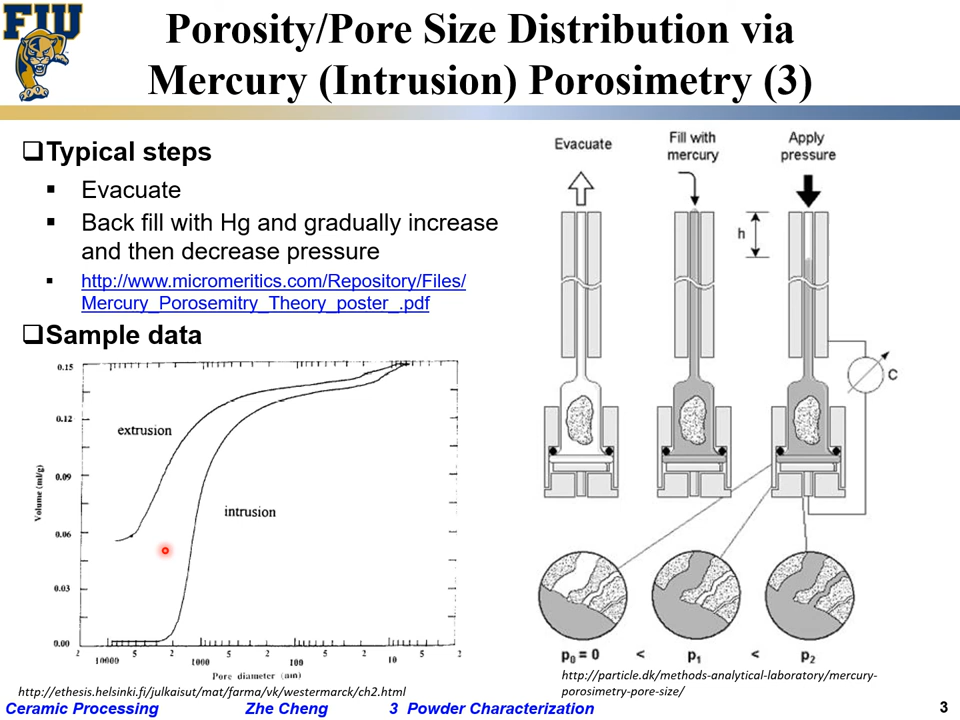 FIU
Porosity/Pore Size Distribution via
Mercury (Intrusion) Porosimetry (3)
❑Typical steps
▪ Evacuate
▪ Back fill with Hg and gradually increase
and then decrease pressure
▪ http://www.micromeritics.com/Repository/Files/
Mercury_Porosemitry_Theory_poster_.pdf
❑Sample data
0.15
0.12
0.09
0.06
0.03
0.00
Volume (ml/g)
extrusion
intrusion
10000 5 2 1000 5 2 100 5 2 10 5
Pore diameter (nm)
http://ethesis.helsinki.fi/julkaisut/mat/farma/vk/westermarck/ch2.html
Evacuate
Fill with
mercury
Apply
pressure
h
C
p0 = 0 < p1 < p2
http://particle.dk/methods-analytical-laboratory/mercury-
porosimetry-pore-size/
Ceramic Processing Zhe Cheng 3 Powder Characterization 3